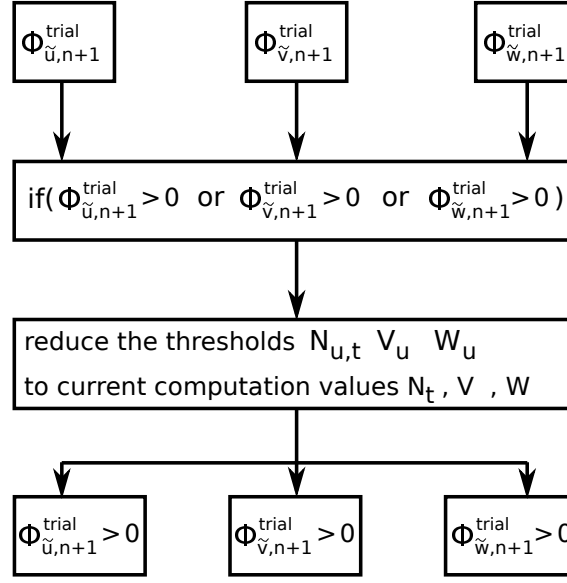 Φ^trial_ũ,n+1 Φ^trial_ṽ,n+1 Φ^trial_w̃,n+1
if( Φ^trial_ũ,n+1 > 0 or Φ^trial_ṽ,n+1 > 0 or Φ^trial_w̃,n+1 > 0 )
reduce the thresholds N_u,t V_u W_u
to current computation values N_t , V , W
Φ^trial_ũ,n+1 > 0 Φ^trial_ṽ,n+1 > 0 Φ^trial_w̃,n+1 > 0